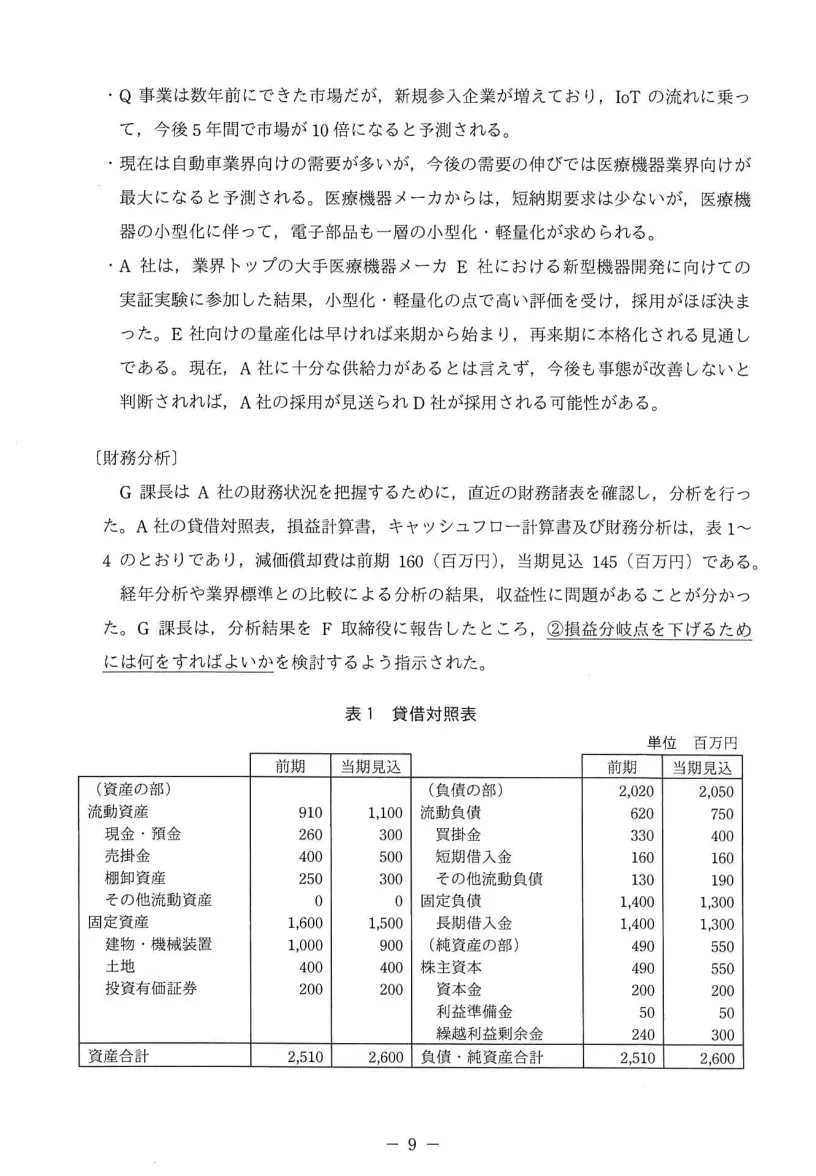 ・Q 事業は数年前にできた市場だが，新規参入企業が増えており，IoT の流れに乗っ
て，今後 5 年間で市場が 10 倍になると予測される。
・現在は自動車業界向けの需要が多いが，今後の需要の伸びでは医療機器業界向けが
最大になると予測される。医療機器メーカからは，短納期要求は少ないが，医療機
器の小型化に伴って，電子部品も一層の小型化・軽量化が求められる。
・A 社は，業界トップの大手医療機器メーカ E 社における新型機器開発に向けての
実証実験に参加した結果，小型化・軽量化の点で高い評価を受け，採用がほぼ決ま
った。E 社向けの量産化は早ければ来期から始まり，再来期に本格化される見通し
である。現在，A 社に十分な供給力があるとは言えず，今後も事態が改善しないと
判断されれば，A 社の採用が見送られ D 社が採用される可能性がある。
〔財務分析〕
G 課長は A 社の財務状況を把握するために，直近の財務諸表を確認し，分析を行っ
た。A 社の貸借対照表，損益計算書，キャッシュフロー計算書及び財務分析は，表 1～
4 のとおりであり，減価償却費は前期 160（百万円），当期見込 145（百万円）である。
経年分析や業界標準との比較による分析の結果，収益性に問題があることが分かっ
た。G 課長は，分析結果を F 取締役に報告したところ，②損益分岐点を下げるため
には何をすればよいかを検討するよう指示された。
表 1　貸借対照表
単位　百万円
前期 当期見込 前期 当期見込
（資産の部） （負債の部） 2,020 2,050
流動資産 910 1,100 流動負債 620 750
現金・預金 260 300 買掛金 330 400
売掛金 400 500 短期借入金 160 160
棚卸資産 250 300 その他流動負債 130 190
その他流動資産 0 0 固定負債 1,400 1,300
固定資産 1,600 1,500 長期借入金 1,400 1,300
建物・機械装置 1,000 900 （純資産の部） 490 550
土地 400 400 株主資本 490 550
投資有価証券 200 200 資本金 200 200
利益準備金 50 50
繰越利益剰余金 240 300
資産合計 2,510 2,600 負債・純資産合計 2,510 2,600
－ 9 －